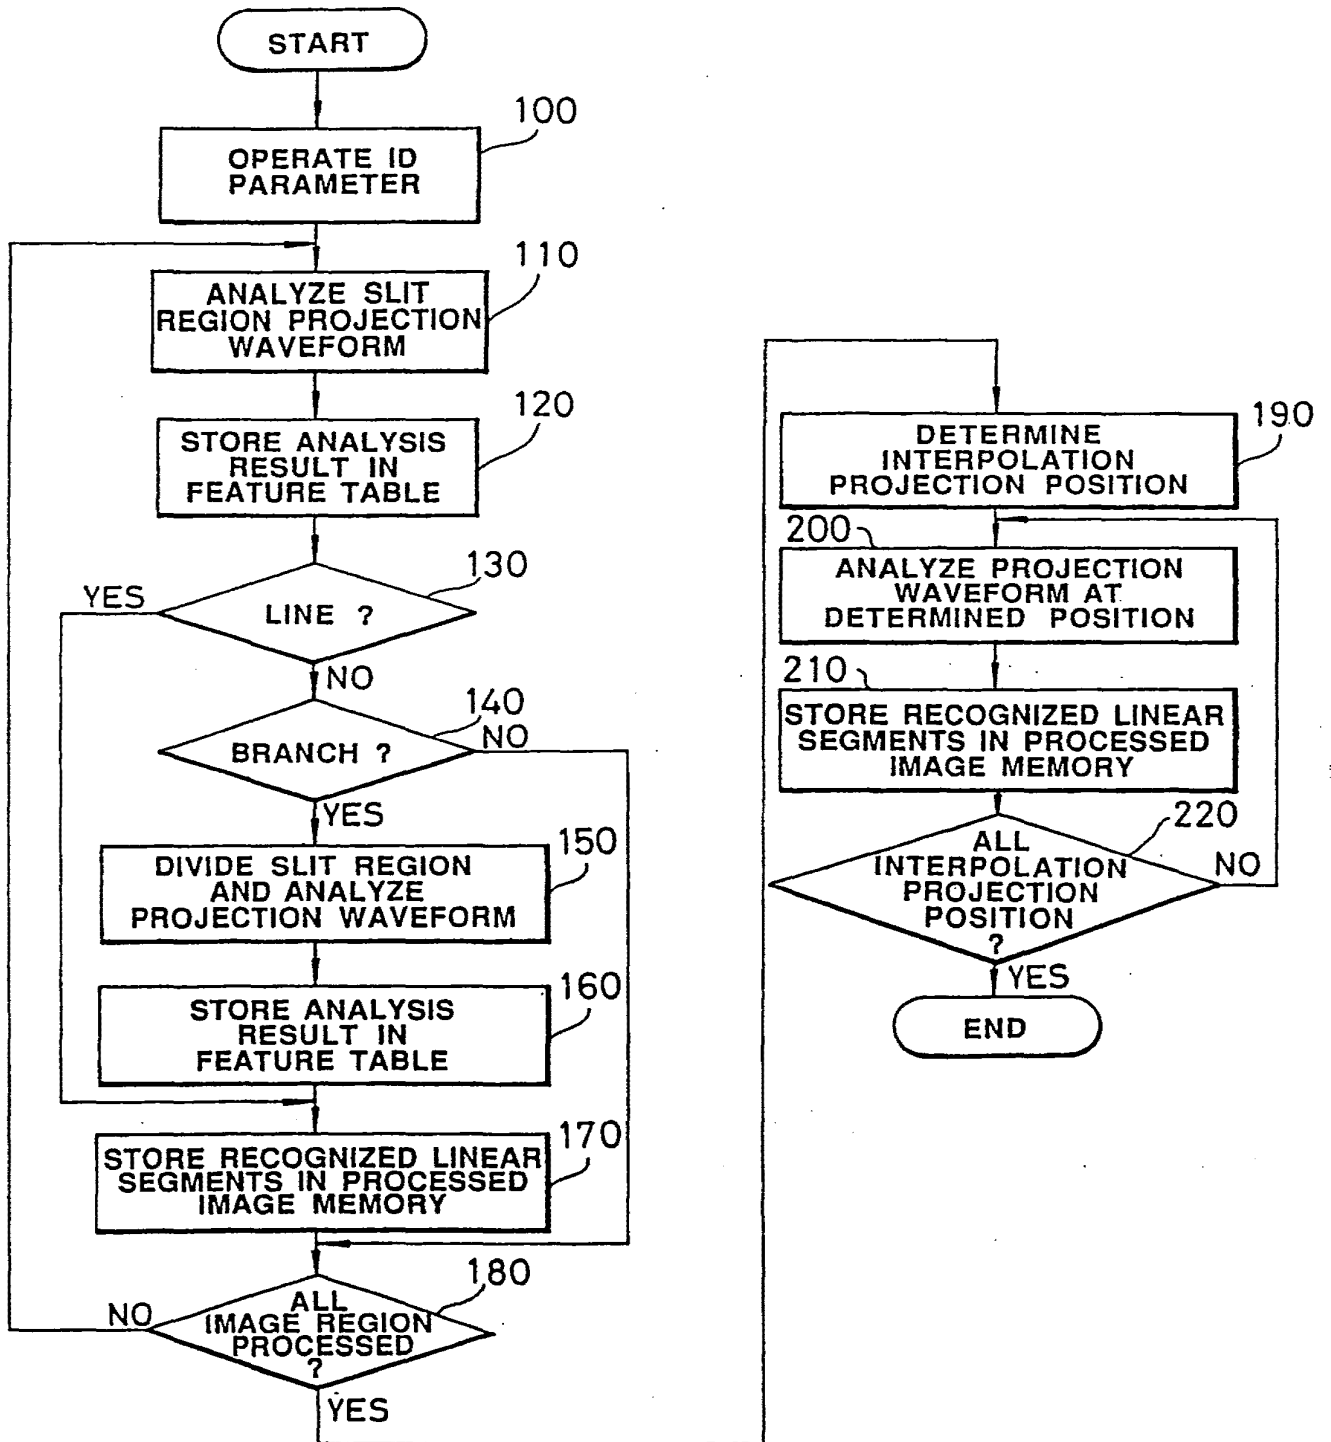 START
100
OPERATE ID
PARAMETER
110
ANALYZE SLIT
REGION PROJECTION
WAVEFORM
120
STORE ANALYSIS
RESULT IN
FEATURE TABLE
130
YES
LINE ?
NO
140
BRANCH ?
NO
YES
150
DIVIDE SLIT REGION
AND ANALYZE
PROJECTION WAVEFORM
160
STORE ANALYSIS
RESULT IN
FEATURE TABLE
170
STORE RECOGNIZED LINEAR
SEGMENTS IN PROCESSED
IMAGE MEMORY
180
NO
ALL
IMAGE REGION
PROCESSED
?
YES
190
DETERMINE
INTERPOLATION
PROJECTION POSITION
200
ANALYZE PROJECTION
WAVEFORM AT
DETERMINED POSITION
210
STORE RECOGNIZED LINEAR
SEGMENTS IN PROCESSED
IMAGE MEMORY
220
ALL
INTERPOLATION
PROJECTION
POSITION
?
NO
YES
END